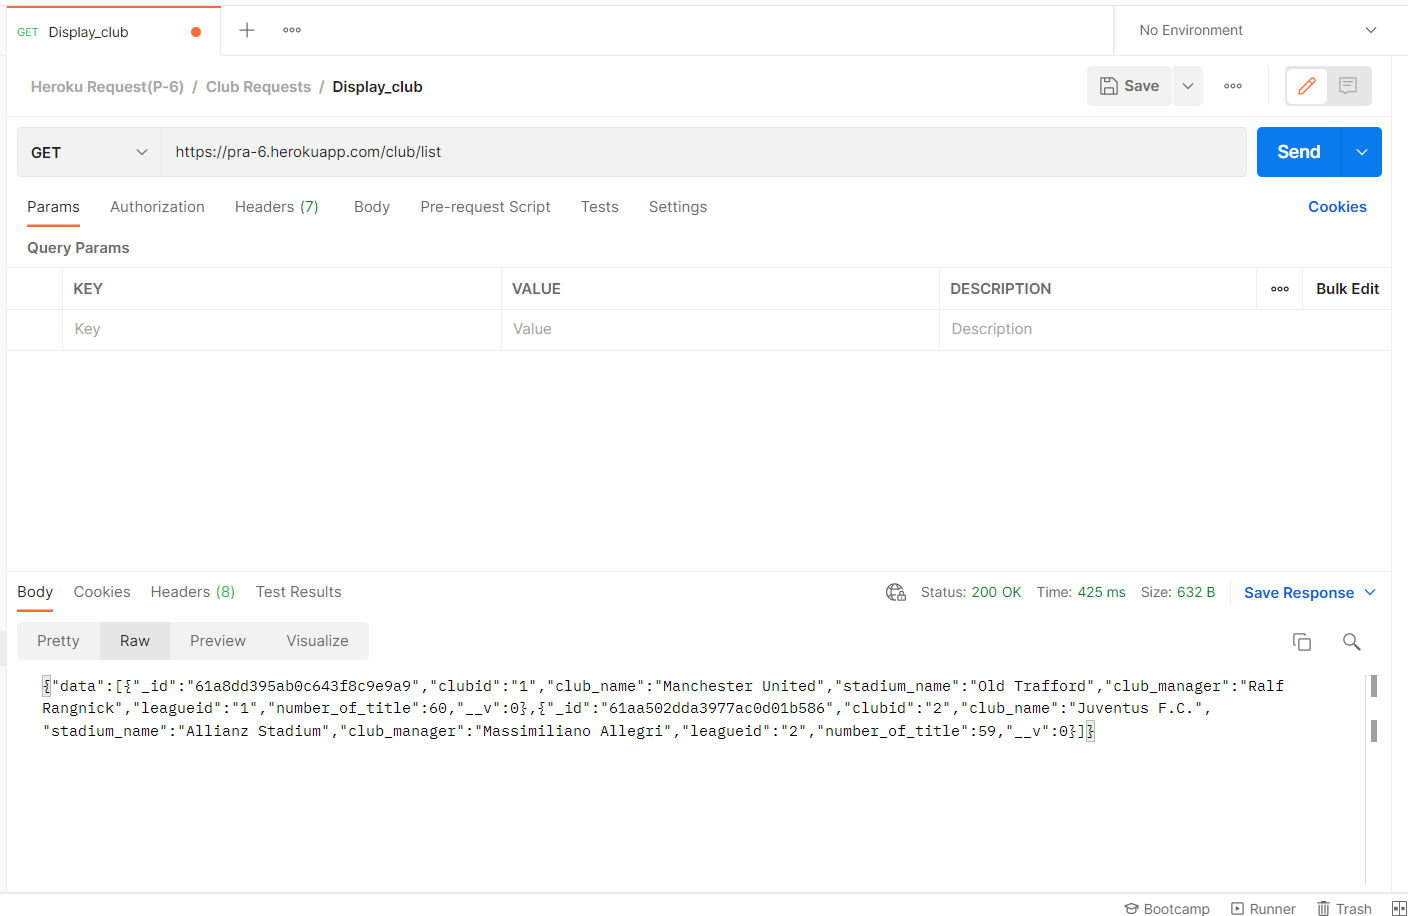 GET Display_club
No Environment
Heroku Request(P-6) / Club Requests / Display_club
Save
GET
https://pra-6.herokuapp.com/club/list
Send
Params Authorization Headers (7) Body Pre-request Script Tests Settings Cookies
Query Params
KEY VALUE DESCRIPTION Bulk Edit
Key Value Description
Body Cookies Headers (8) Test Results Status: 200 OK Time: 425 ms Size: 632 B Save Response
Pretty Raw Preview Visualize
{"data":[{"_id":"61a8dd395ab0c643f8c9e9a9","clubid":"1","club_name":"Manchester United","stadium_name":"Old Trafford","club_manager":"Ralf
Rangnick","leagueid":"1","number_of_title":60,"__v":0},{"_id":"61aa502dda3977ac0d01b586","clubid":"2","club_name":"Juventus F.C.",
"stadium_name":"Allianz Stadium","club_manager":"Massimiliano Allegri","leagueid":"2","number_of_title":59,"__v":0}]}
Bootcamp Runner Trash